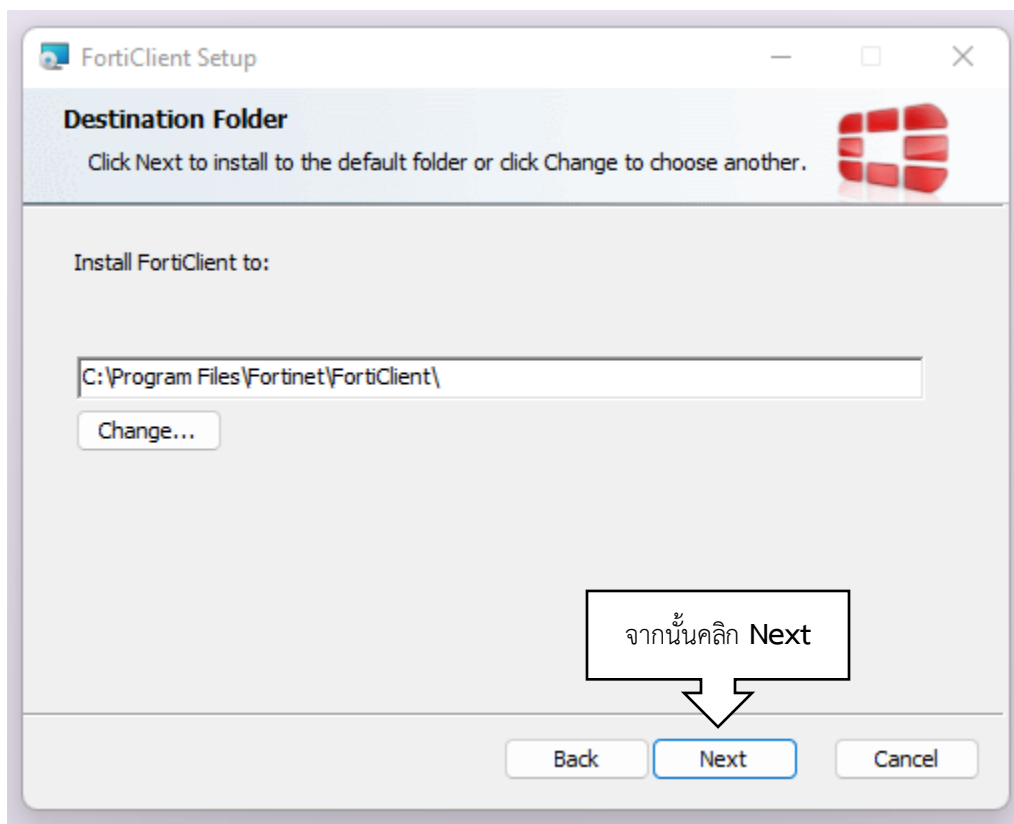 FortiClient Setup
Destination Folder
Click Next to install to the default folder or click Change to choose another.
Install FortiClient to:
C:\Program Files\Fortinet\FortiClient\
Change...
จากนั้นคลิก Next
Back
Next
Cancel